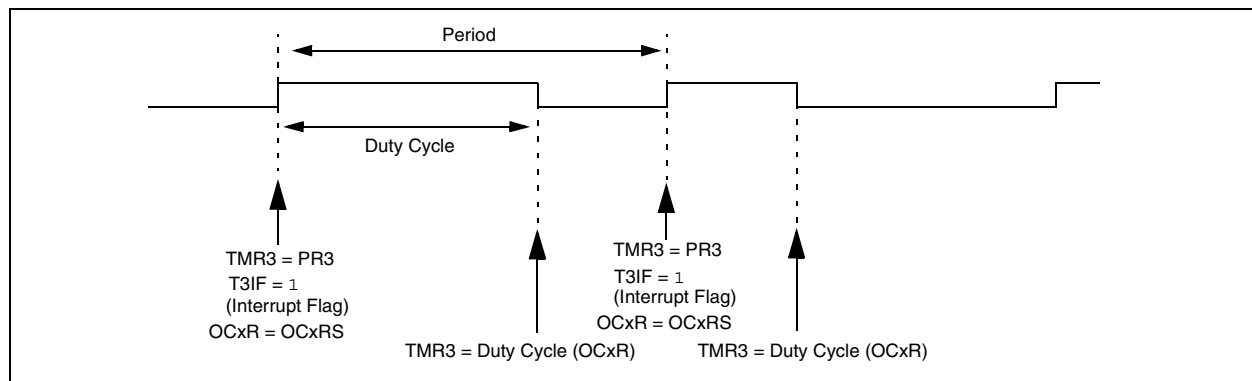 Period
Duty Cycle
TMR3 = PR3
T3IF = 1
(Interrupt Flag)
OCxR = OCxRS
TMR3 = Duty Cycle (OCxR)
TMR3 = PR3
T3IF = 1
(Interrupt Flag)
OCxR = OCxRS
TMR3 = Duty Cycle (OCxR)